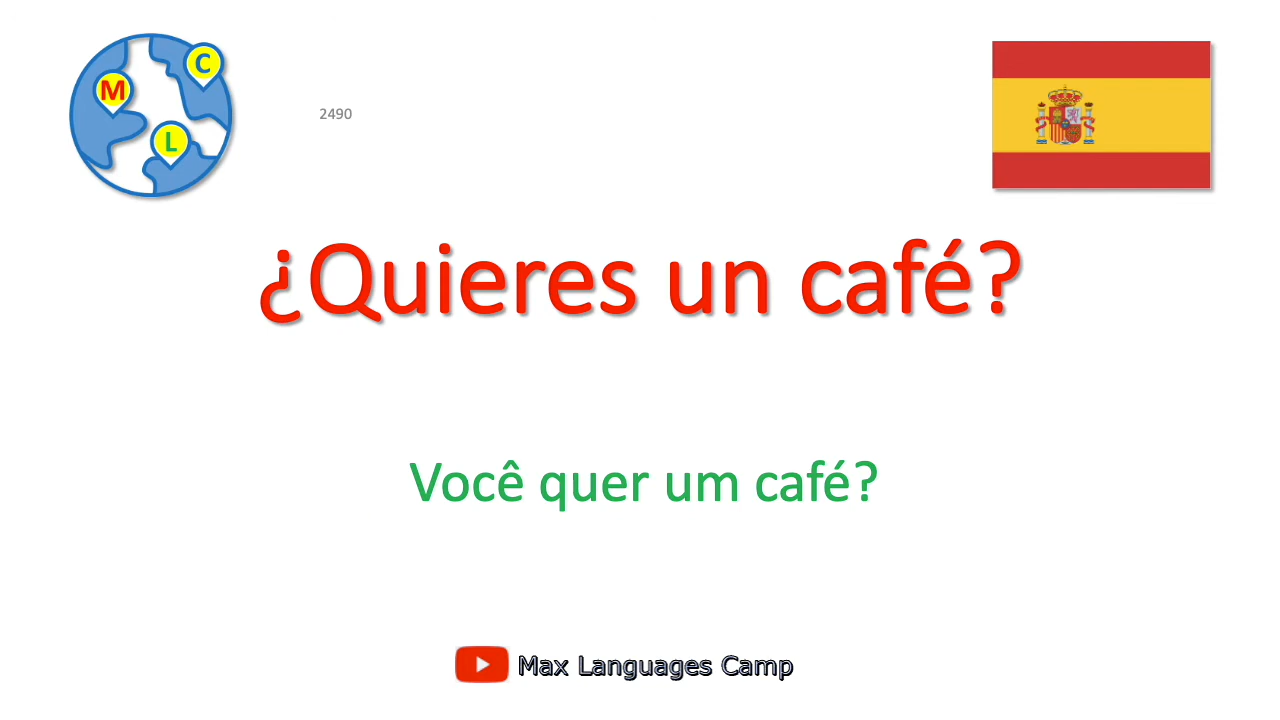 M
C
L
2490
¿Quieres un café?
Você quer um café?
Max Languages Camp